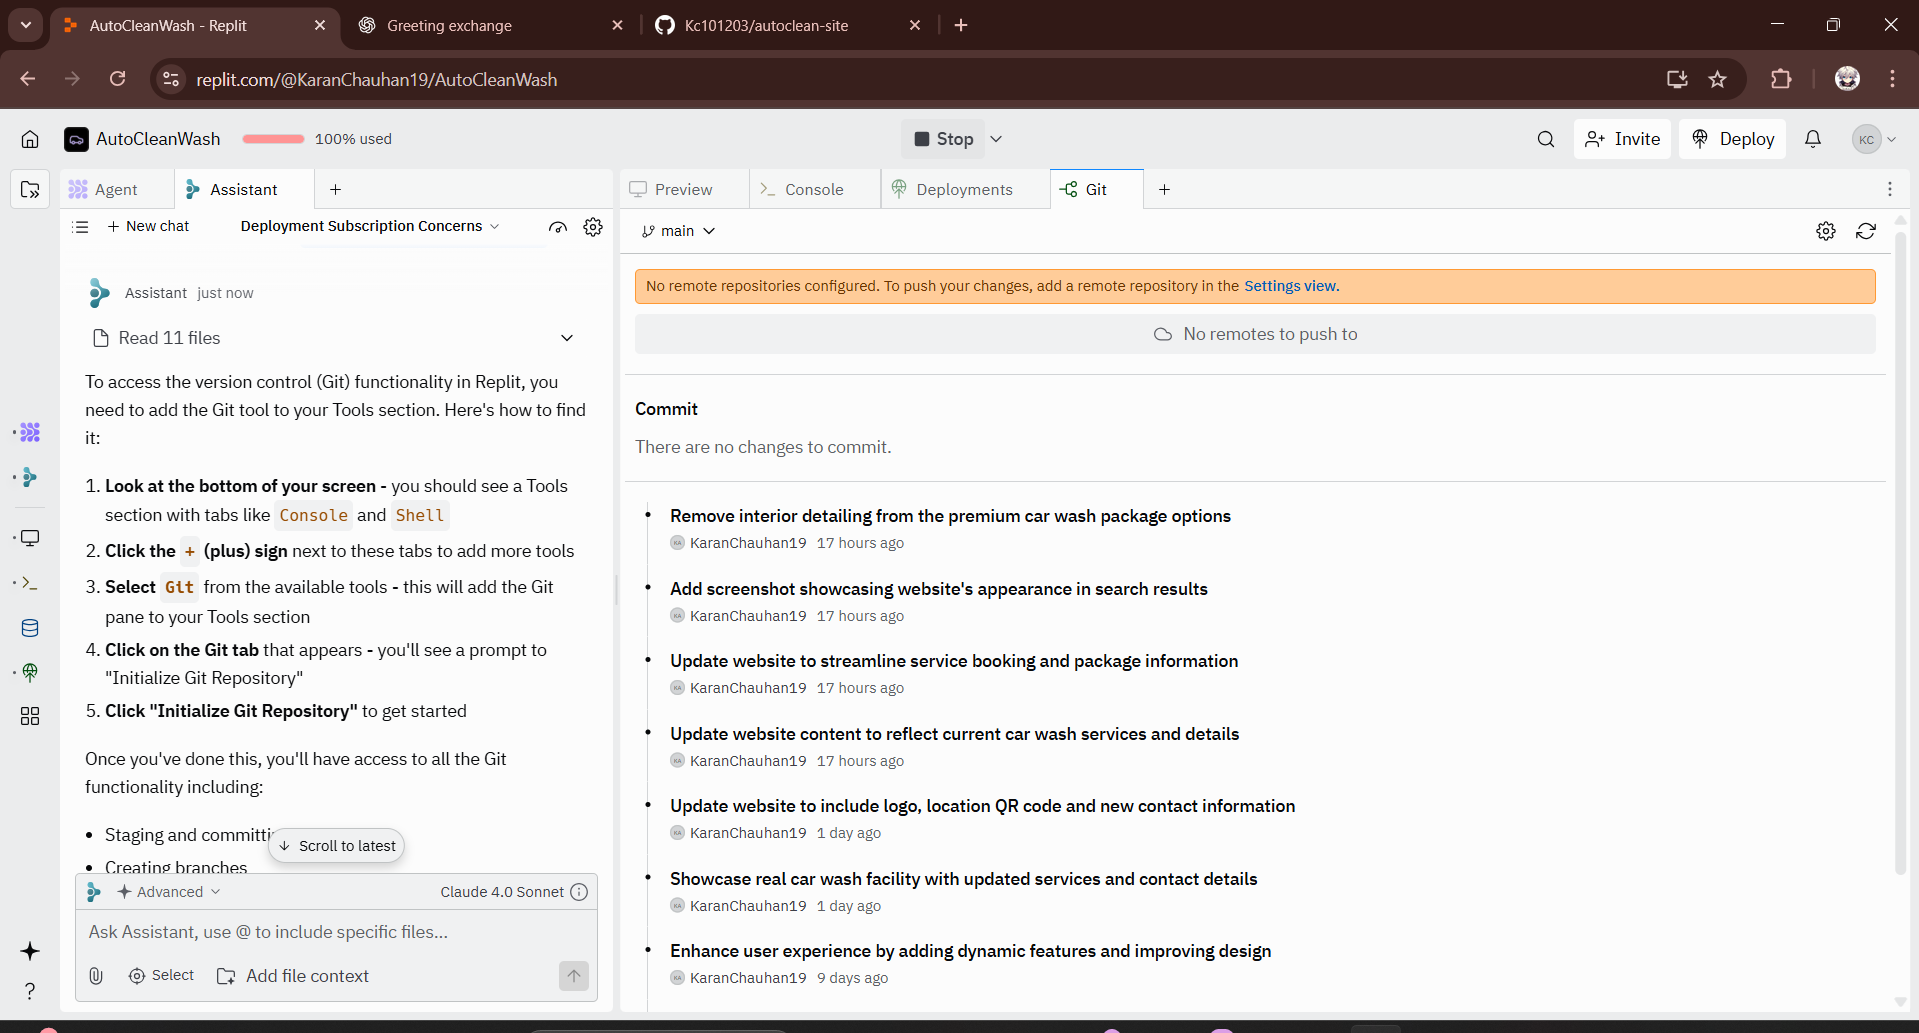 AutoCleanWash - Replit
Greeting exchange
Kc101203/autoclean-site
replit.com/@KaranChauhan19/AutoCleanWash
AutoCleanWash
100% used
Stop
Invite
Deploy
KC
Agent
Assistant
Preview
Console
Deployments
Git
New chat
Deployment Subscription Concerns
main
Assistant just now
Read 11 files
To access the version control (Git) functionality in Replit, you
need to add the Git tool to your Tools section. Here's how to find
it:
1. Look at the bottom of your screen - you should see a Tools
section with tabs like Console and Shell
2. Click the + (plus) sign next to these tabs to add more tools
3. Select Git from the available tools - this will add the Git
pane to your Tools section
4. Click on the Git tab that appears - you'll see a prompt to
"Initialize Git Repository"
5. Click "Initialize Git Repository" to get started
Once you've done this, you'll have access to all the Git
functionality including:
• Staging and committi
Scroll to latest
• Creating branches
Advanced
Claude 4.0 Sonnet
Ask Assistant, use @ to include specific files...
Select
Add file context
No remote repositories configured. To push your changes, add a remote repository in the Settings view.
No remotes to push to
Commit
There are no changes to commit.
Remove interior detailing from the premium car wash package options
KA KaranChauhan19 17 hours ago
Add screenshot showcasing website's appearance in search results
KA KaranChauhan19 17 hours ago
Update website to streamline service booking and package information
KA KaranChauhan19 17 hours ago
Update website content to reflect current car wash services and details
KA KaranChauhan19 17 hours ago
Update website to include logo, location QR code and new contact information
KA KaranChauhan19 1 day ago
Showcase real car wash facility with updated services and contact details
KA KaranChauhan19 1 day ago
Enhance user experience by adding dynamic features and improving design
KA KaranChauhan19 9 days ago